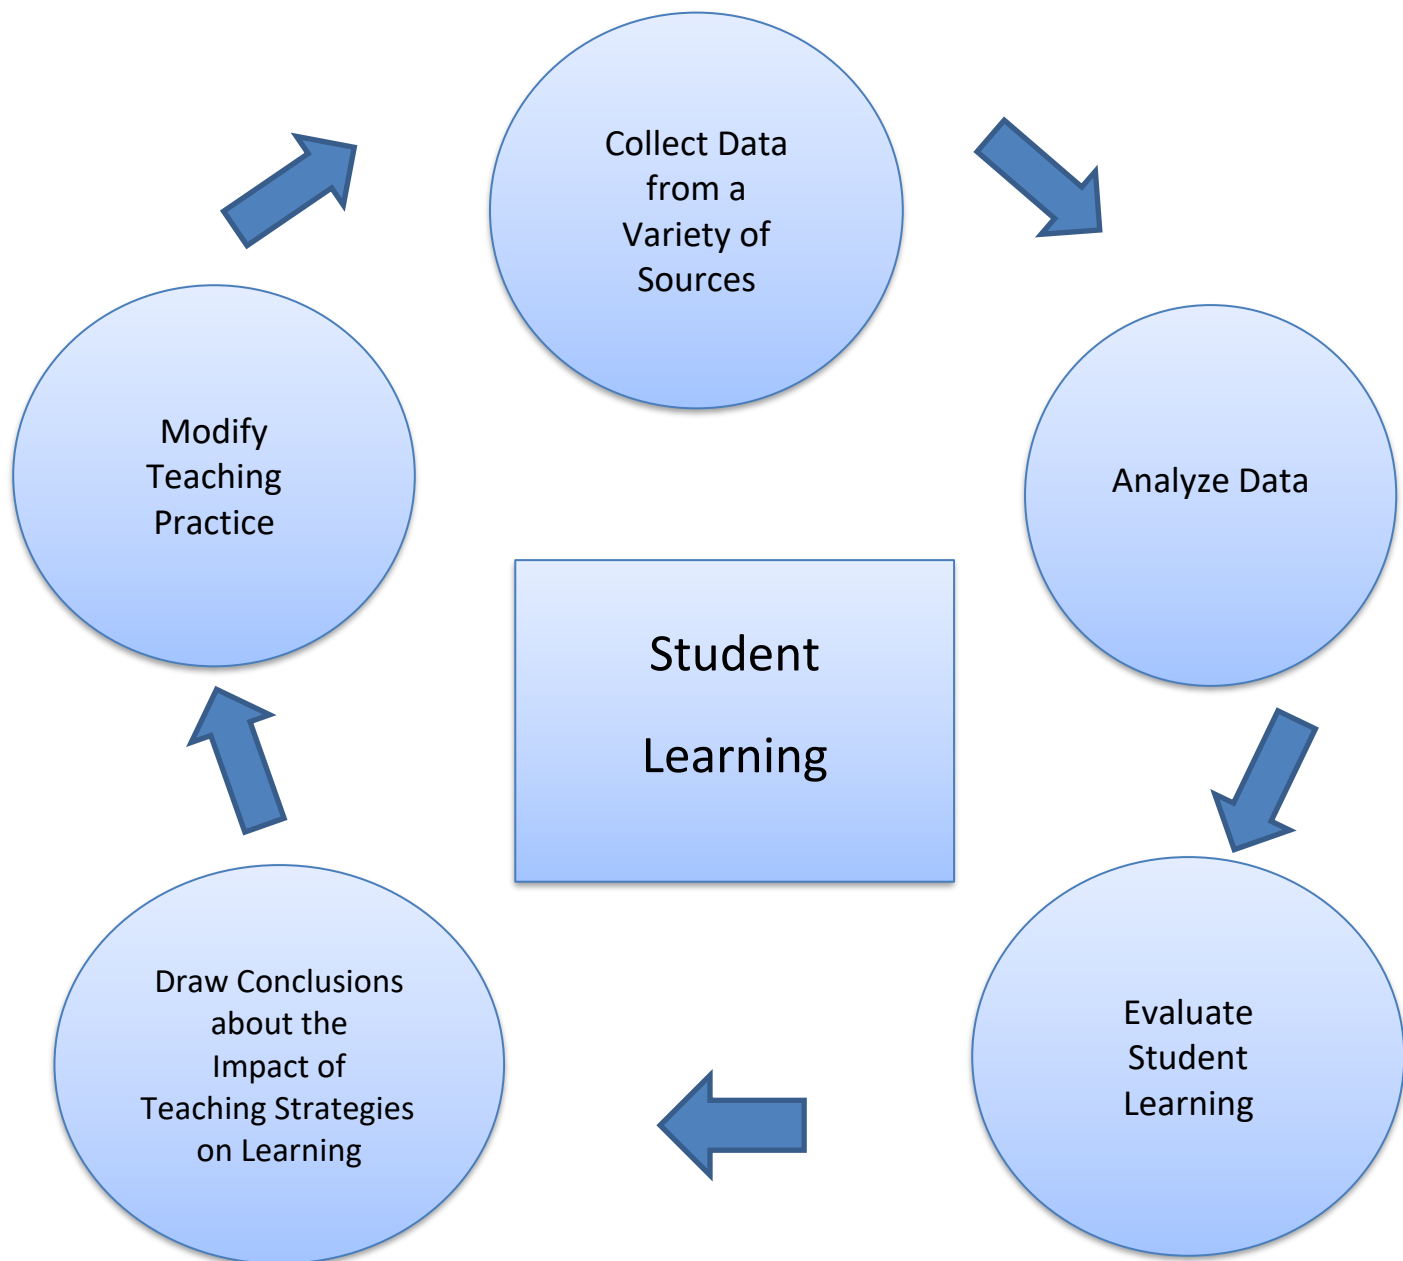 Collect Data
from a
Variety of
Sources
Analyze Data
Evaluate
Student
Learning
Draw Conclusions
about the
Impact of
Teaching Strategies
on Learning
Modify
Teaching
Practice
Student
Learning